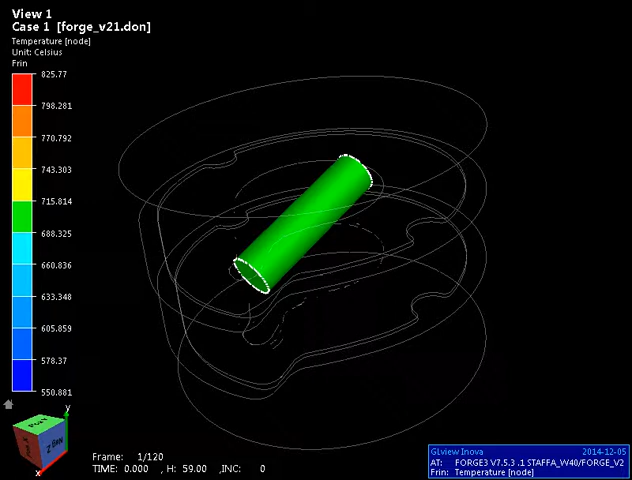 View 1
Case 1 [forge_v21.don]
Temperature [node]
Unit: Celsius
Frin
825.77
798.281
770.792
743.303
715.814
688.325
660.836
633.348
605.859
578.37
550.881
y
x
Frame: 1/120
TIME: 0.000 , H: 59.00 ,INC: 0
GLview Inova 2014-12-05
AT: FORGE3 V7.5.3 .1 STAFFA_W40/FORGE_V2
Frin: Temperature [node]